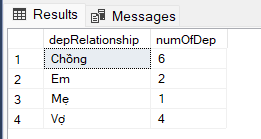 Results Messages
depRelationship numOfDep
1 Chồng 6
2 Em 2
3 Mẹ 1
4 Vợ 4